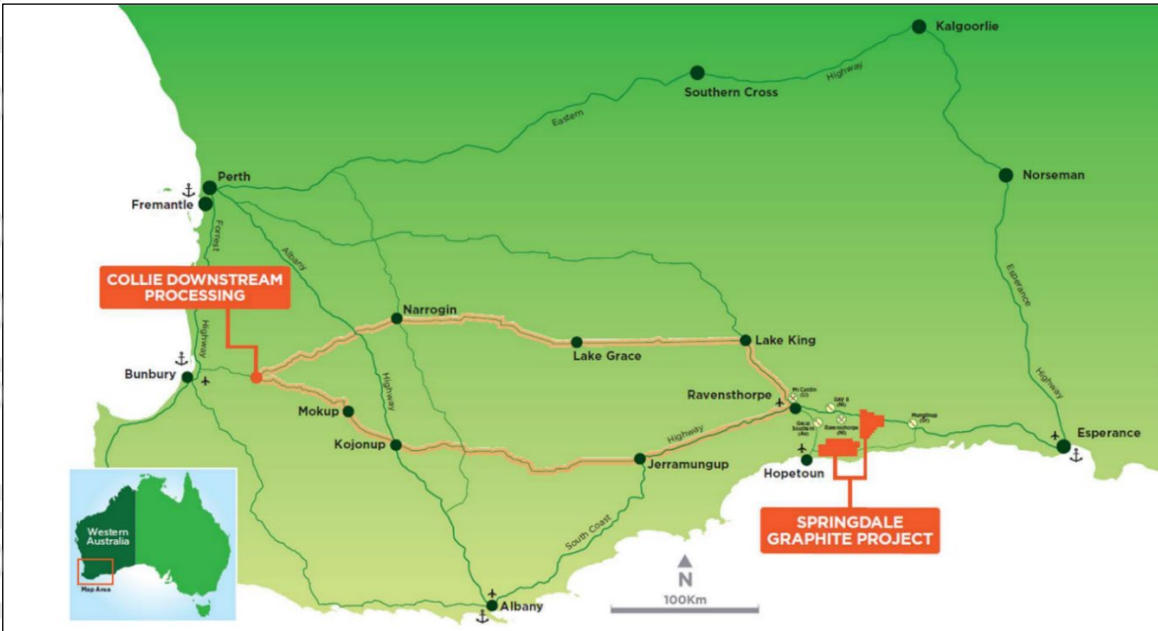 Kalgoorlie
Southern Cross
Highway
Eastern
Perth
Fremantle
Norseman
Forrest
Albany
COLLIE DOWNSTREAM
PROCESSING
Esperance
Narrogin
Lake King
Lake Grace
Highway
Bunbury
Highway
Highway
Ravensthorpe
Mokup
Kojonup
Highway
Jerramungup
Hopetoun
Esperance
SPRINGDALE
GRAPHITE PROJECT
Western
Australia
Map Area
South Coast
Albany
N
100Km